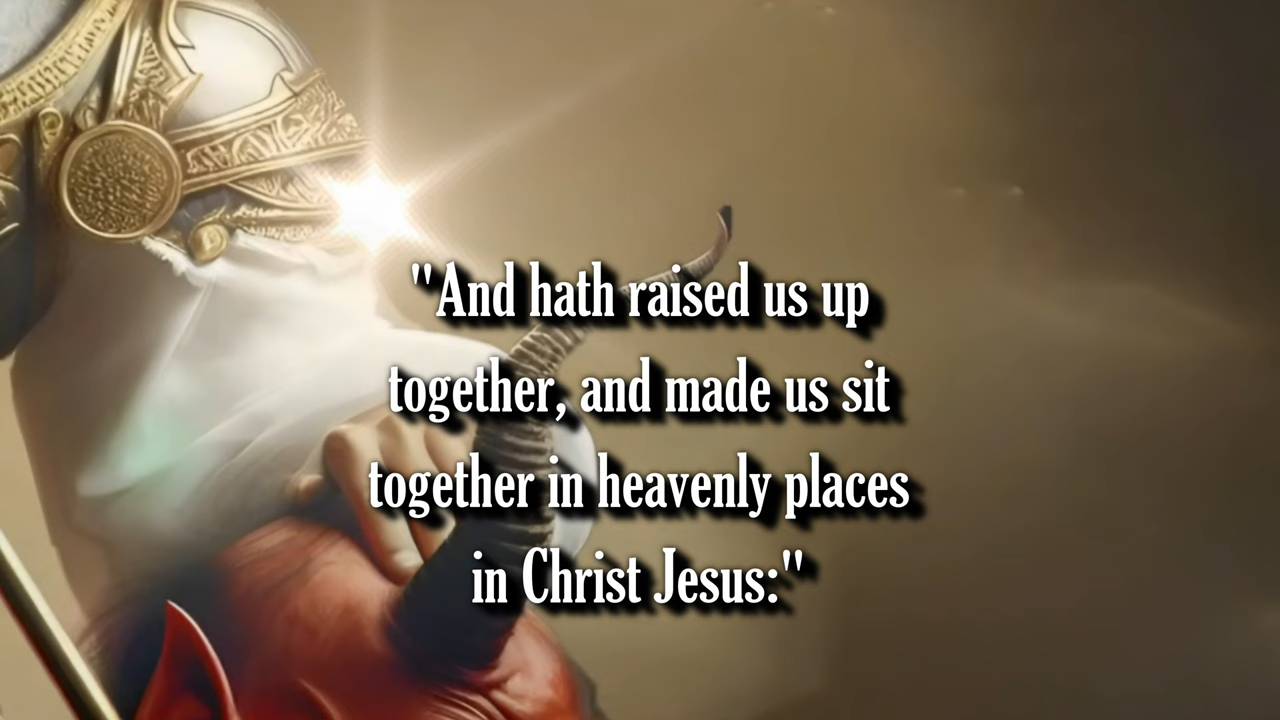 "And hath raised us up
together, and made us sit
together in heavenly places
in Christ Jesus:"